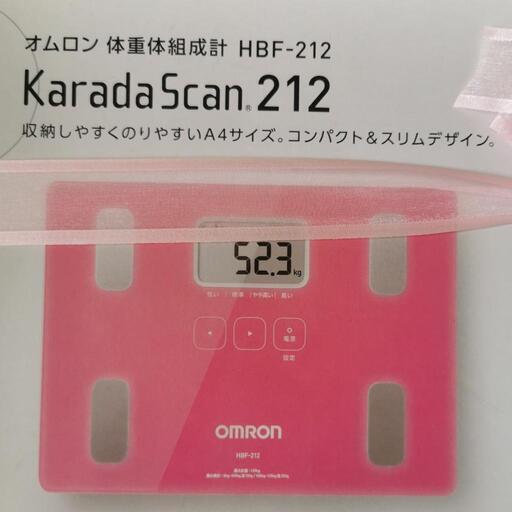 オムロン 体重体組成計 HBF-212
KaradaScan® 212
収納しやすくのりやすいA4サイズ。コンパクト&スリムデザイン。
52.3 kg
低い 標準 やや高い 高い
電源
設定
OMRON
HBF-212